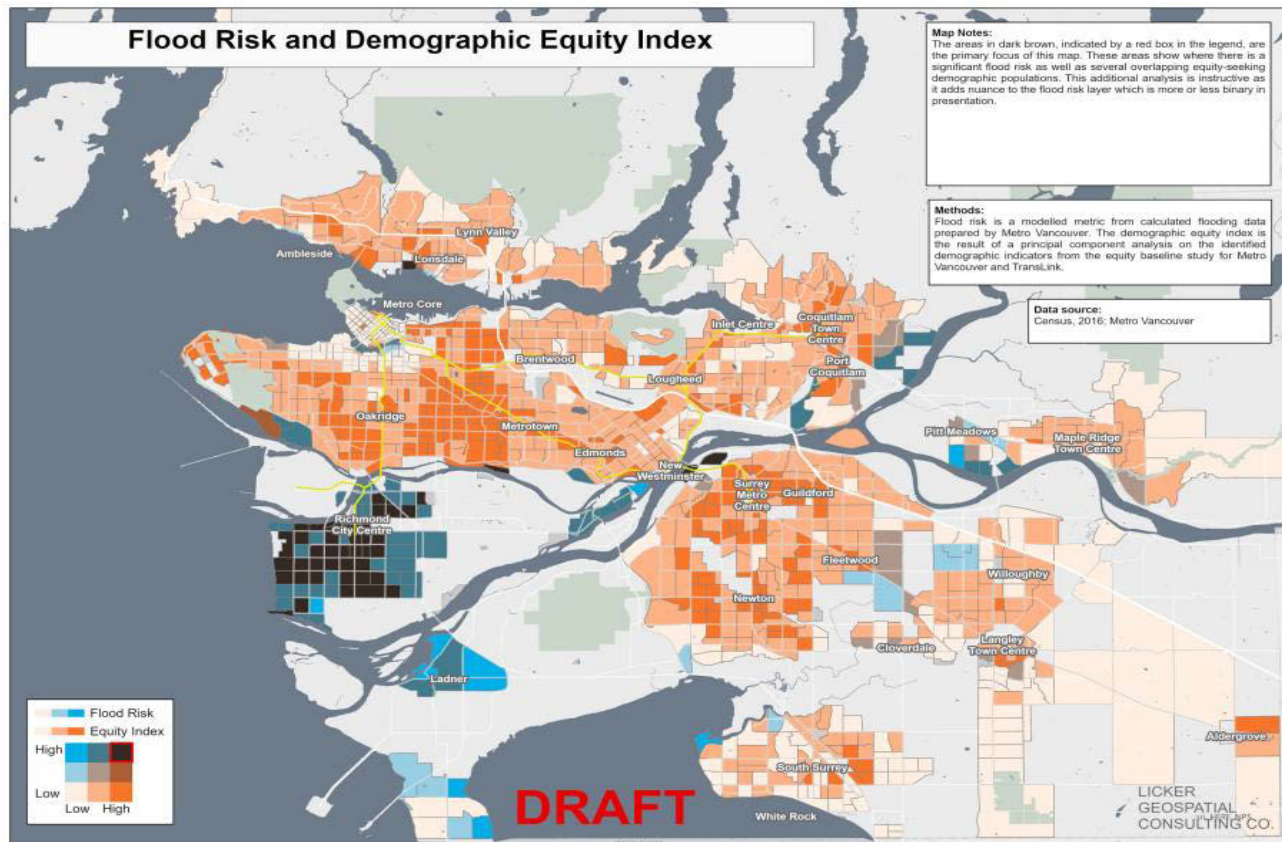 Flood Risk and Demographic Equity Index
Map Notes:
The areas in dark brown, indicated by a red box in the legend, are
the primary focus of this map. These areas show where there is a
significant flood risk as well as several overlapping equity-seeking
demographic populations. This additional analysis is instructive as
it adds nuance to the flood risk layer which is more or less binary in
presentation.
Methods:
Flood risk is a modelled metric from calculated flooding data
prepared by Metro Vancouver. The demographic equity index is
the result of a principal component analysis on the identified
demographic indicators from the equity baseline study for Metro
Vancouver and TransLink.
Data source:
Census, 2016; Metro Vancouver
Lynn Valley
Ambleside
Lonsdale
Metro Core
Inlet Centre
Coquitlam
Town
Centre
Brentwood
Port
Coquitlam
Lougheed
Oakridge
Metrotown
Pitt Meadows
Maple Ridge
Town Centre
Edmonds
New
Westminster
Surrey
Metro
Centre
Guildford
Richmond
City Centre
Fleetwood
Willoughby
Newton
Cloverdale
Langley
Town Centre
Ladner
Aldergrove
South Surrey
White Rock
Flood Risk
Equity Index
High
Low
Low High
DRAFT
LICKER
GEOSPATIAL
CONSULTING CO.